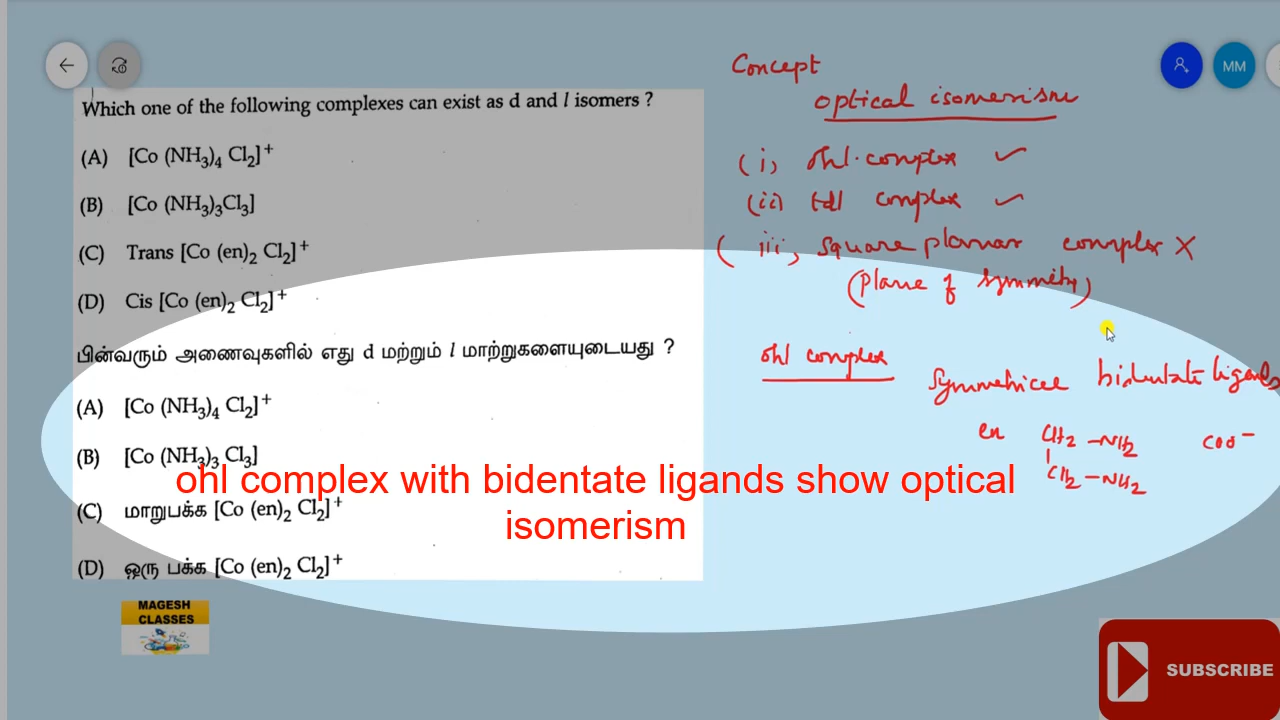 Which one of the following complexes can exist as d and l isomers ?
(A) [Co (NH3)4 Cl2]+
(B) [Co (NH3)3Cl3]
(C) Trans [Co (en)2 Cl2]+
(D) Cis [Co (en)2 Cl2]+
பின்வரும் அணைவுகளில் எது d மற்றும் l மாற்றுகளையுடையது ?
(A) [Co (NH3)4 Cl2]+
(B) [Co (NH3)3 Cl3]
(C) மாறுபக்க [Co (en)2 Cl2]+
(D) ஒரு பக்க [Co (en)2 Cl2]+
Concept
optical isomerism
(i) ohl. complex ✓
(ii) tdl complex ✓
(iii) square planar complex X
(plane of symmetry)
ohl complex
symmetrical bidentate ligands
en CH2 -NH2 COO-
CH2 -NH2
ohl complex with bidentate ligands show optical
isomerism
MAGESH
CLASSES
MM
SUBSCRIBE